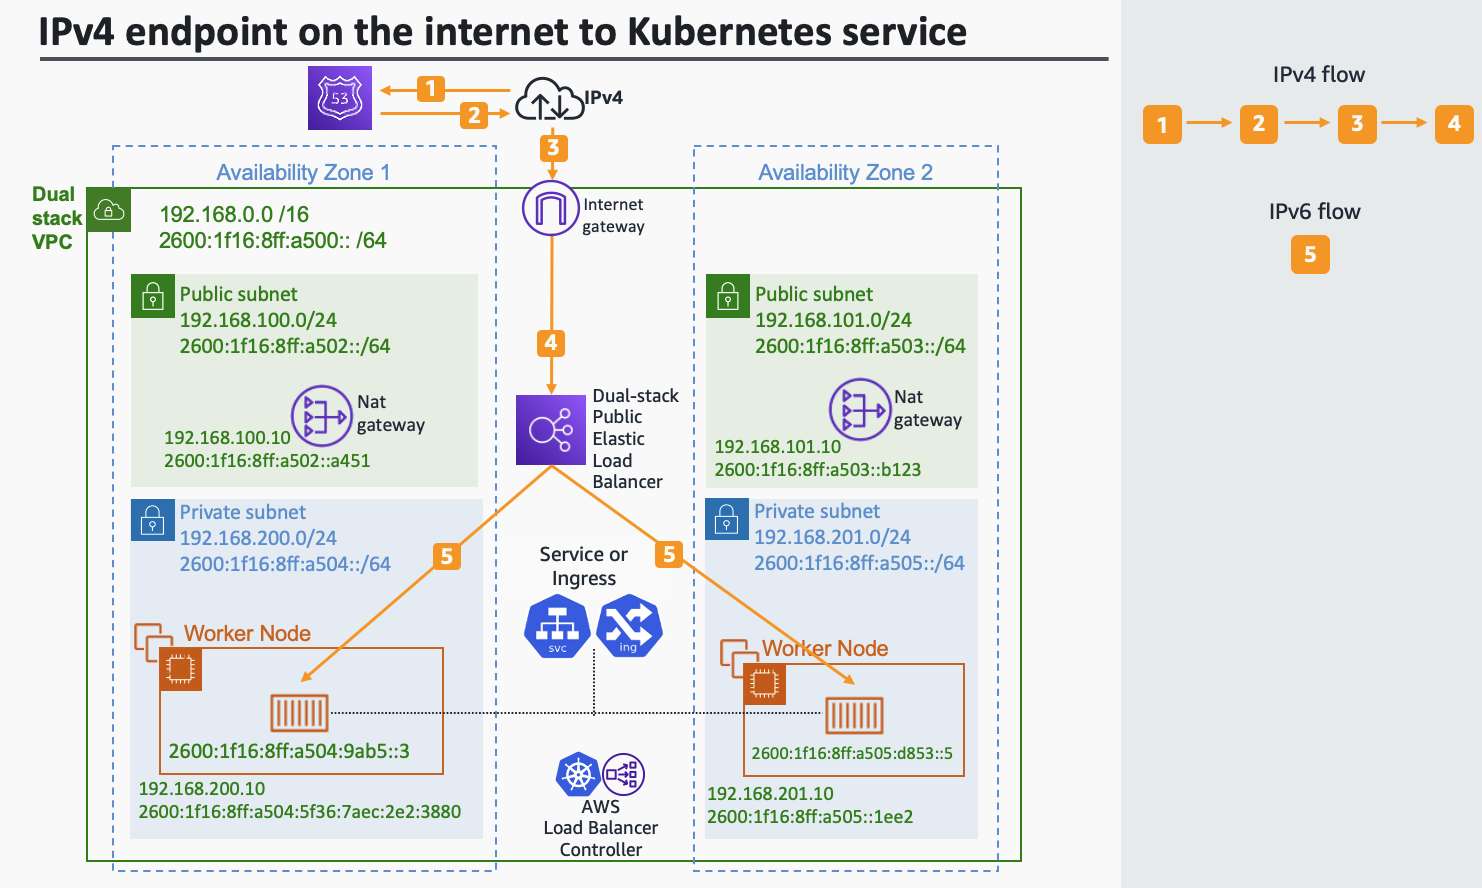 IPv4 endpoint on the internet to Kubernetes service
53
1
2
IPv4
3
IPv4 flow
1
2
3
4
IPv6 flow
5
Availability Zone 1
Availability Zone 2
Dual
stack
VPC
192.168.0.0 /16
2600:1f16:8ff:a500:: /64
Internet
gateway
Public subnet
192.168.100.0/24
2600:1f16:8ff:a502::/64
Nat
gateway
192.168.100.10
2600:1f16:8ff:a502::a451
4
Dual-stack
Public
Elastic
Load
Balancer
Public subnet
192.168.101.0/24
2600:1f16:8ff:a503::/64
Nat
gateway
192.168.101.10
2600:1f16:8ff:a503::b123
Private subnet
192.168.200.0/24
2600:1f16:8ff:a504::/64
5
5
Service or
Ingress
svc
ing
Private subnet
192.168.201.0/24
2600:1f16:8ff:a505::/64
Worker Node
2600:1f16:8ff:a504:9ab5::3
192.168.200.10
2600:1f16:8ff:a504:5f36:7aec:2e2:3880
Worker Node
2600:1f16:8ff:a505:d853::5
192.168.201.10
2600:1f16:8ff:a505::1ee2
AWS
Load Balancer
Controller